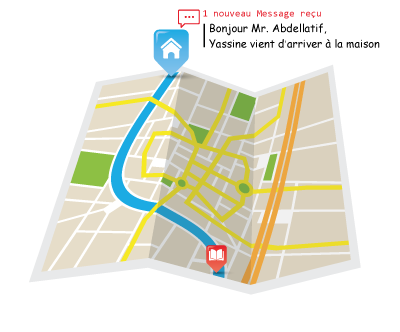 1 nouveau Message reçu
Bonjour Mr. Abdellatif,
Yassine vient d'arriver à la maison